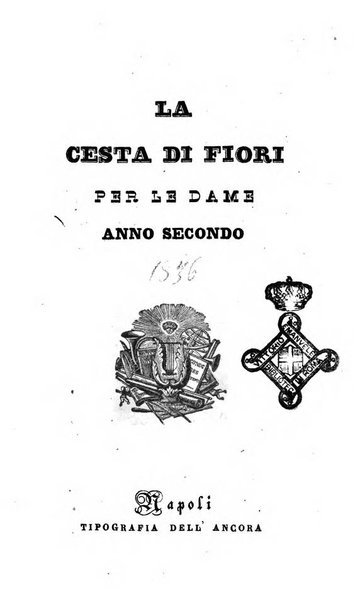 LA
CESTA DI FIORI
PER LE DAME
ANNO SECONDO
1836
Napoli
TIPOGRAFIA DELL' ANCORA